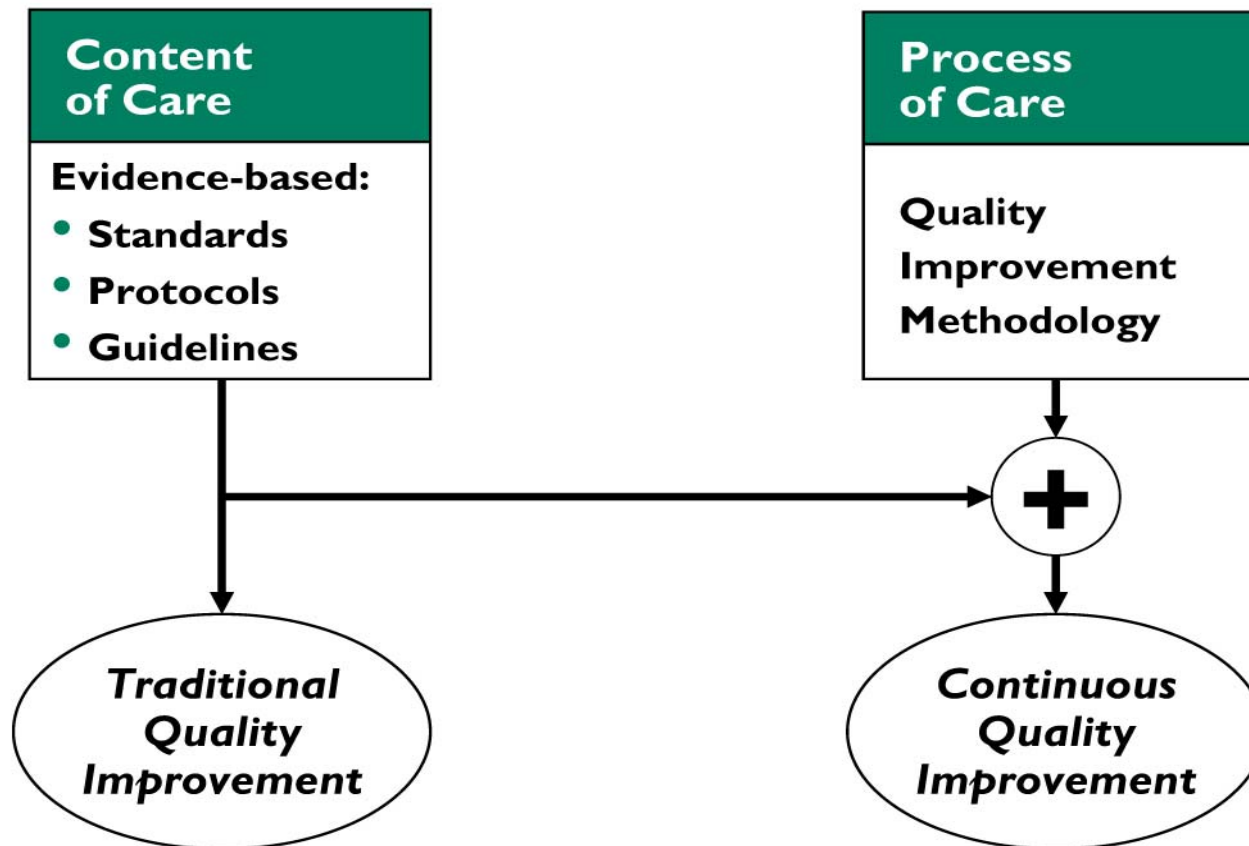 Content
of Care
Evidence-based:
• Standards
• Protocols
• Guidelines
Process
of Care
Quality
Improvement
Methodology
+
Traditional
Quality
Improvement
Continuous
Quality
Improvement